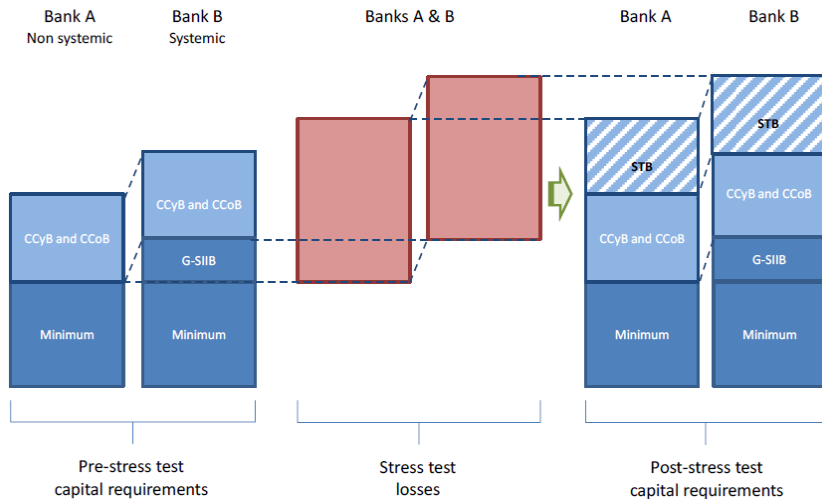 Bank A
Non systemic
Bank B
Systemic
Banks A & B
Bank A
Bank B
CCyB and CCoB
Minimum
CCyB and CCoB
G-SIIB
Minimum
STB
CCyB and CCoB
Minimum
STB
CCyB and CCoB
G-SIIB
Minimum
Pre-stress test
capital requirements
Stress test
losses
Post-stress test
capital requirements